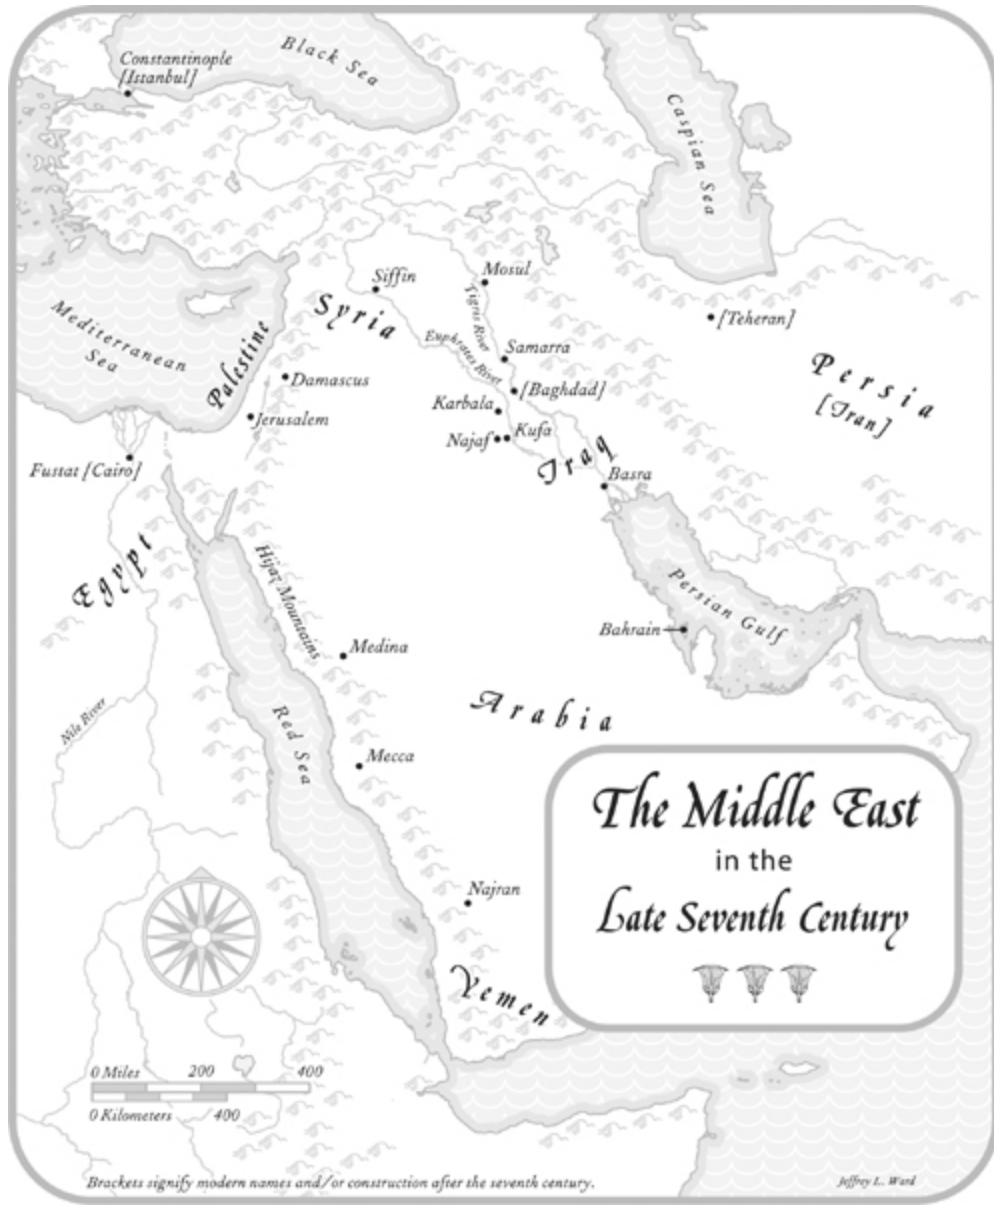 Constantinople
[Istanbul]
Black Sea
Caspian Sea
Siffin
Mosul
Syria
Tigris River
[Teheran]
Mediterranean
Sea
Palestine
Euphrates River
Samarra
Persia
[Iran]
Damascus
[Baghdad]
Karbala
Jerusalem
Najaf
Kufa
Iraq
Fustat [Cairo]
Basra
Egypt
Hijaz Mountains
Persian Gulf
Bahrain
Medina
Nile River
Arabia
Red Sea
Mecca
The Middle East
in the
Late Seventh Century
Najran
Yemen
0 Miles 200 400
0 Kilometers 400
Brackets signify modern names and/or construction after the seventh century.
Jeffrey L. Ward